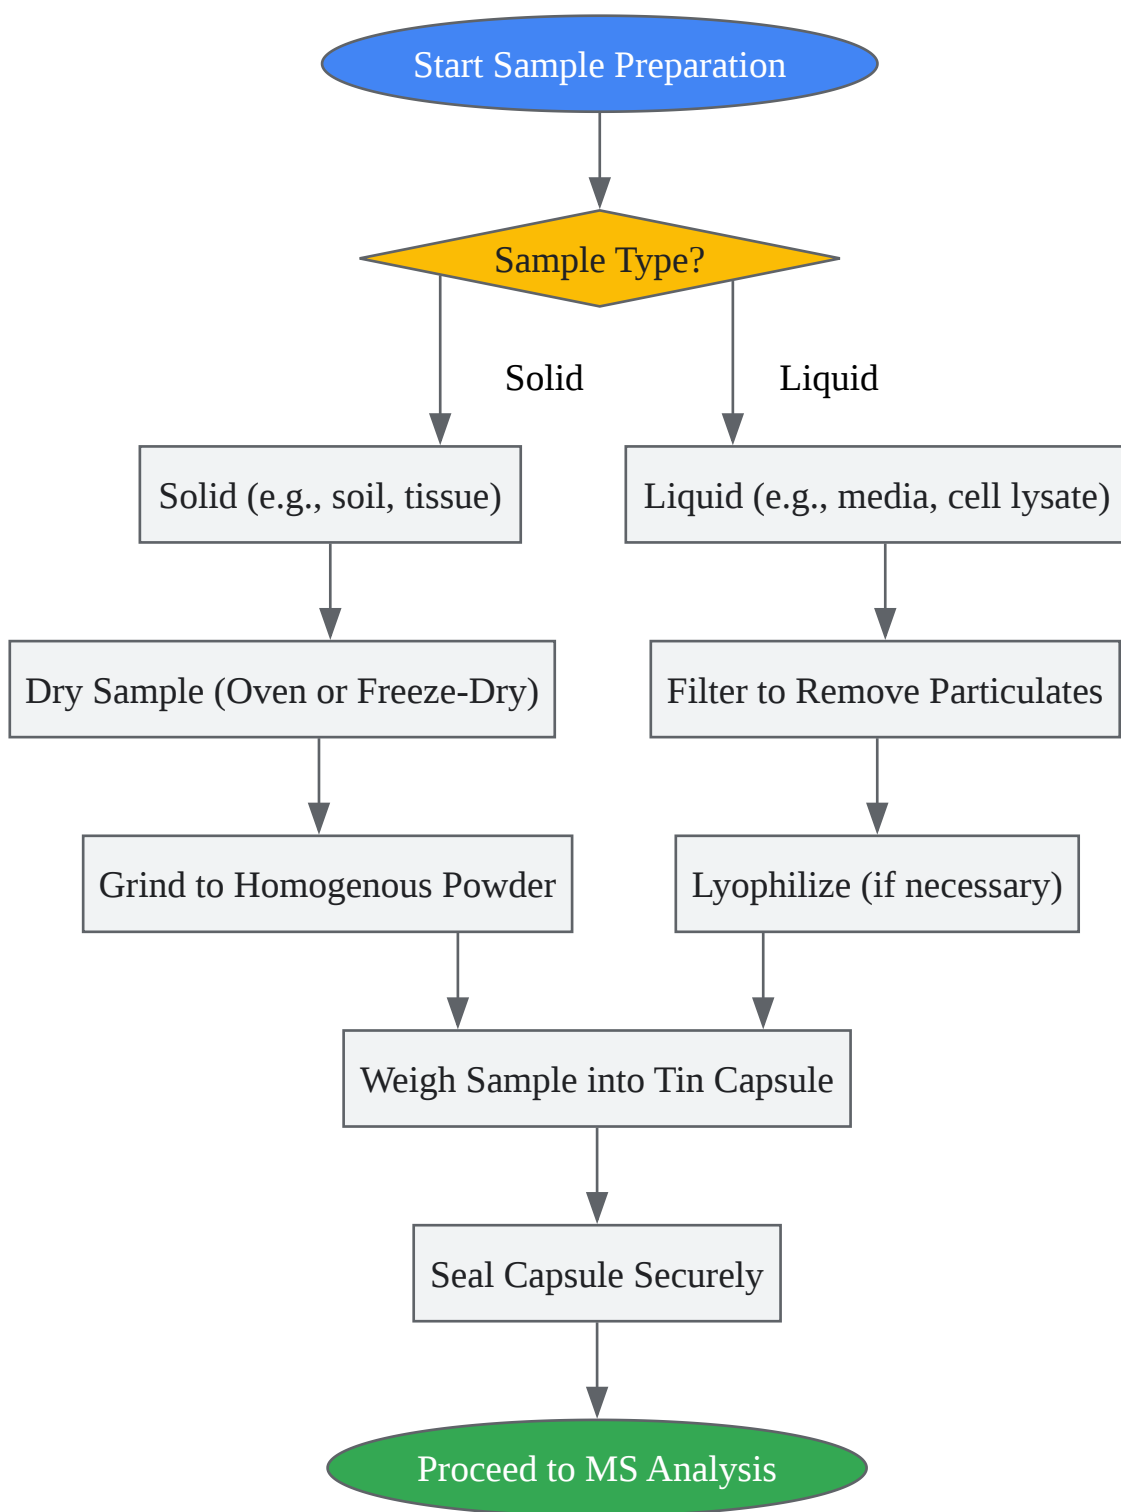 Start Sample Preparation
Sample Type?
Solid
Liquid
Solid (e.g., soil, tissue)
Liquid (e.g., media, cell lysate)
Dry Sample (Oven or Freeze-Dry)
Filter to Remove Particulates
Grind to Homogenous Powder
Lyophilize (if necessary)
Weigh Sample into Tin Capsule
Seal Capsule Securely
Proceed to MS Analysis